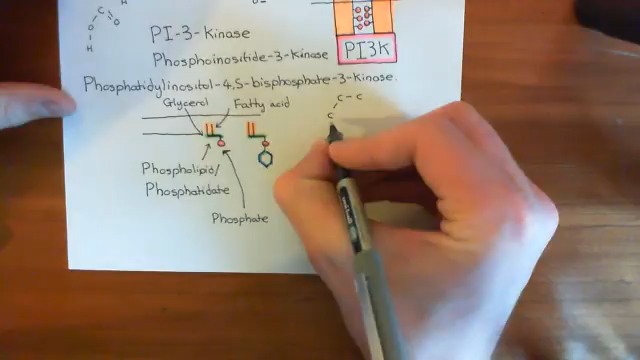 H
C
O
O
H
O-
PI-3-Kinase
Phosphoinositide-3-Kinase
PI3K
Phosphatidylinositol-4,5-bisphosphate-3-Kinase.
Glycerol
Fatty acid
C-C
C
Phospholipid/
Phosphatidate
Phosphate